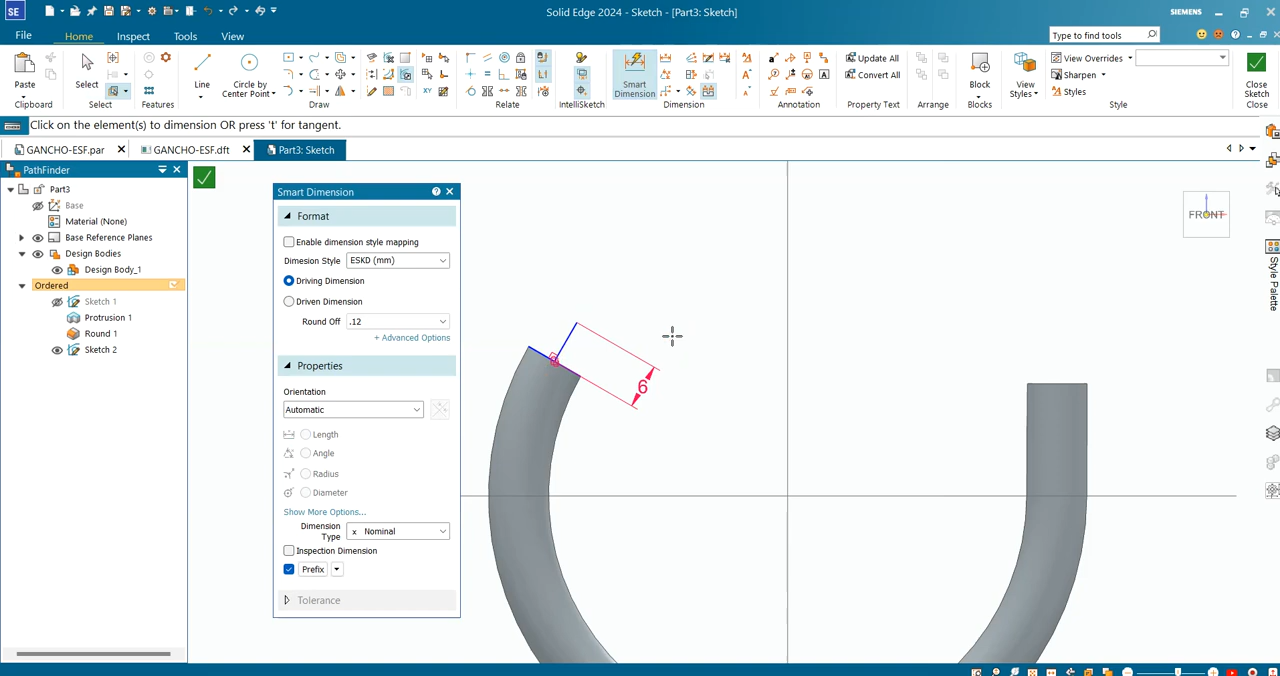 SE
Solid Edge 2024 - Sketch - [Part3: Sketch]
SIEMENS
File
Home
Inspect
Tools
View
Type to find tools
Paste
Select
Line
Circle by
Center Point
Smart
Dimension
Update All
Convert All
Block
View
Styles
View Overrides
Sharpen
Styles
Close
Sketch
Clipboard
Select
Features
Draw
Relate
IntelliSketch
Dimension
Annotation
Property Text
Arrange
Blocks
Style
Close
Click on the element(s) to dimension OR press 't' for tangent.
GANCHO-ESF.par
GANCHO-ESF.dft
Part3: Sketch
PathFinder
Part3
Base
Material (None)
Base Reference Planes
Design Bodies
Design Body_1
Ordered
Sketch 1
Protrusion 1
Round 1
Sketch 2
Smart Dimension
Format
Enable dimension style mapping
Dimesion Style
ESKD (mm)
Driving Dimension
Driven Dimension
Round Off
.12
+ Advanced Options
Properties
Orientation
Automatic
Length
Angle
Radius
Diameter
Show More Options...
Dimension
Type
x Nominal
Inspection Dimension
Prefix
Tolerance
6
FRONT
Style Palette